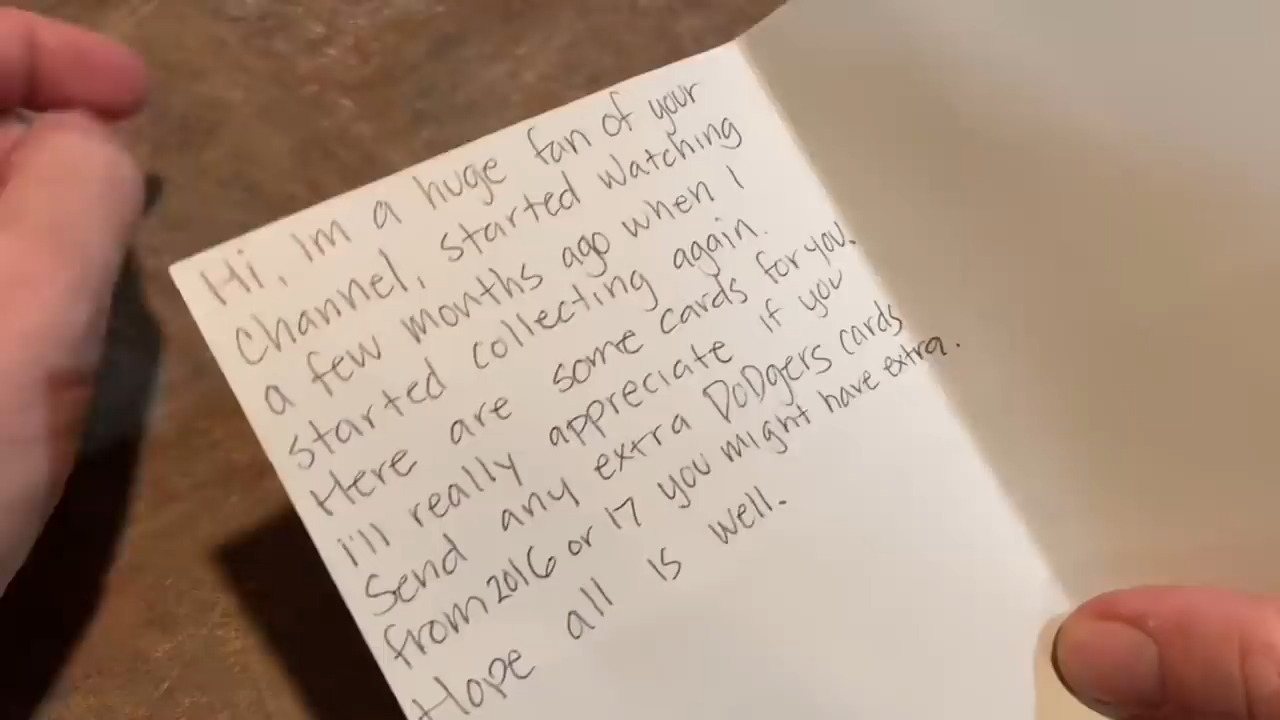 Hi, Im a huge fan of your
channel, started watching
a few months ago when I
started collecting again.
Here are some cards for you.
i'll really appreciate if you
Send any extra DoDgers cards
from 2016 or 17 you might have extra.
Hope all is well.